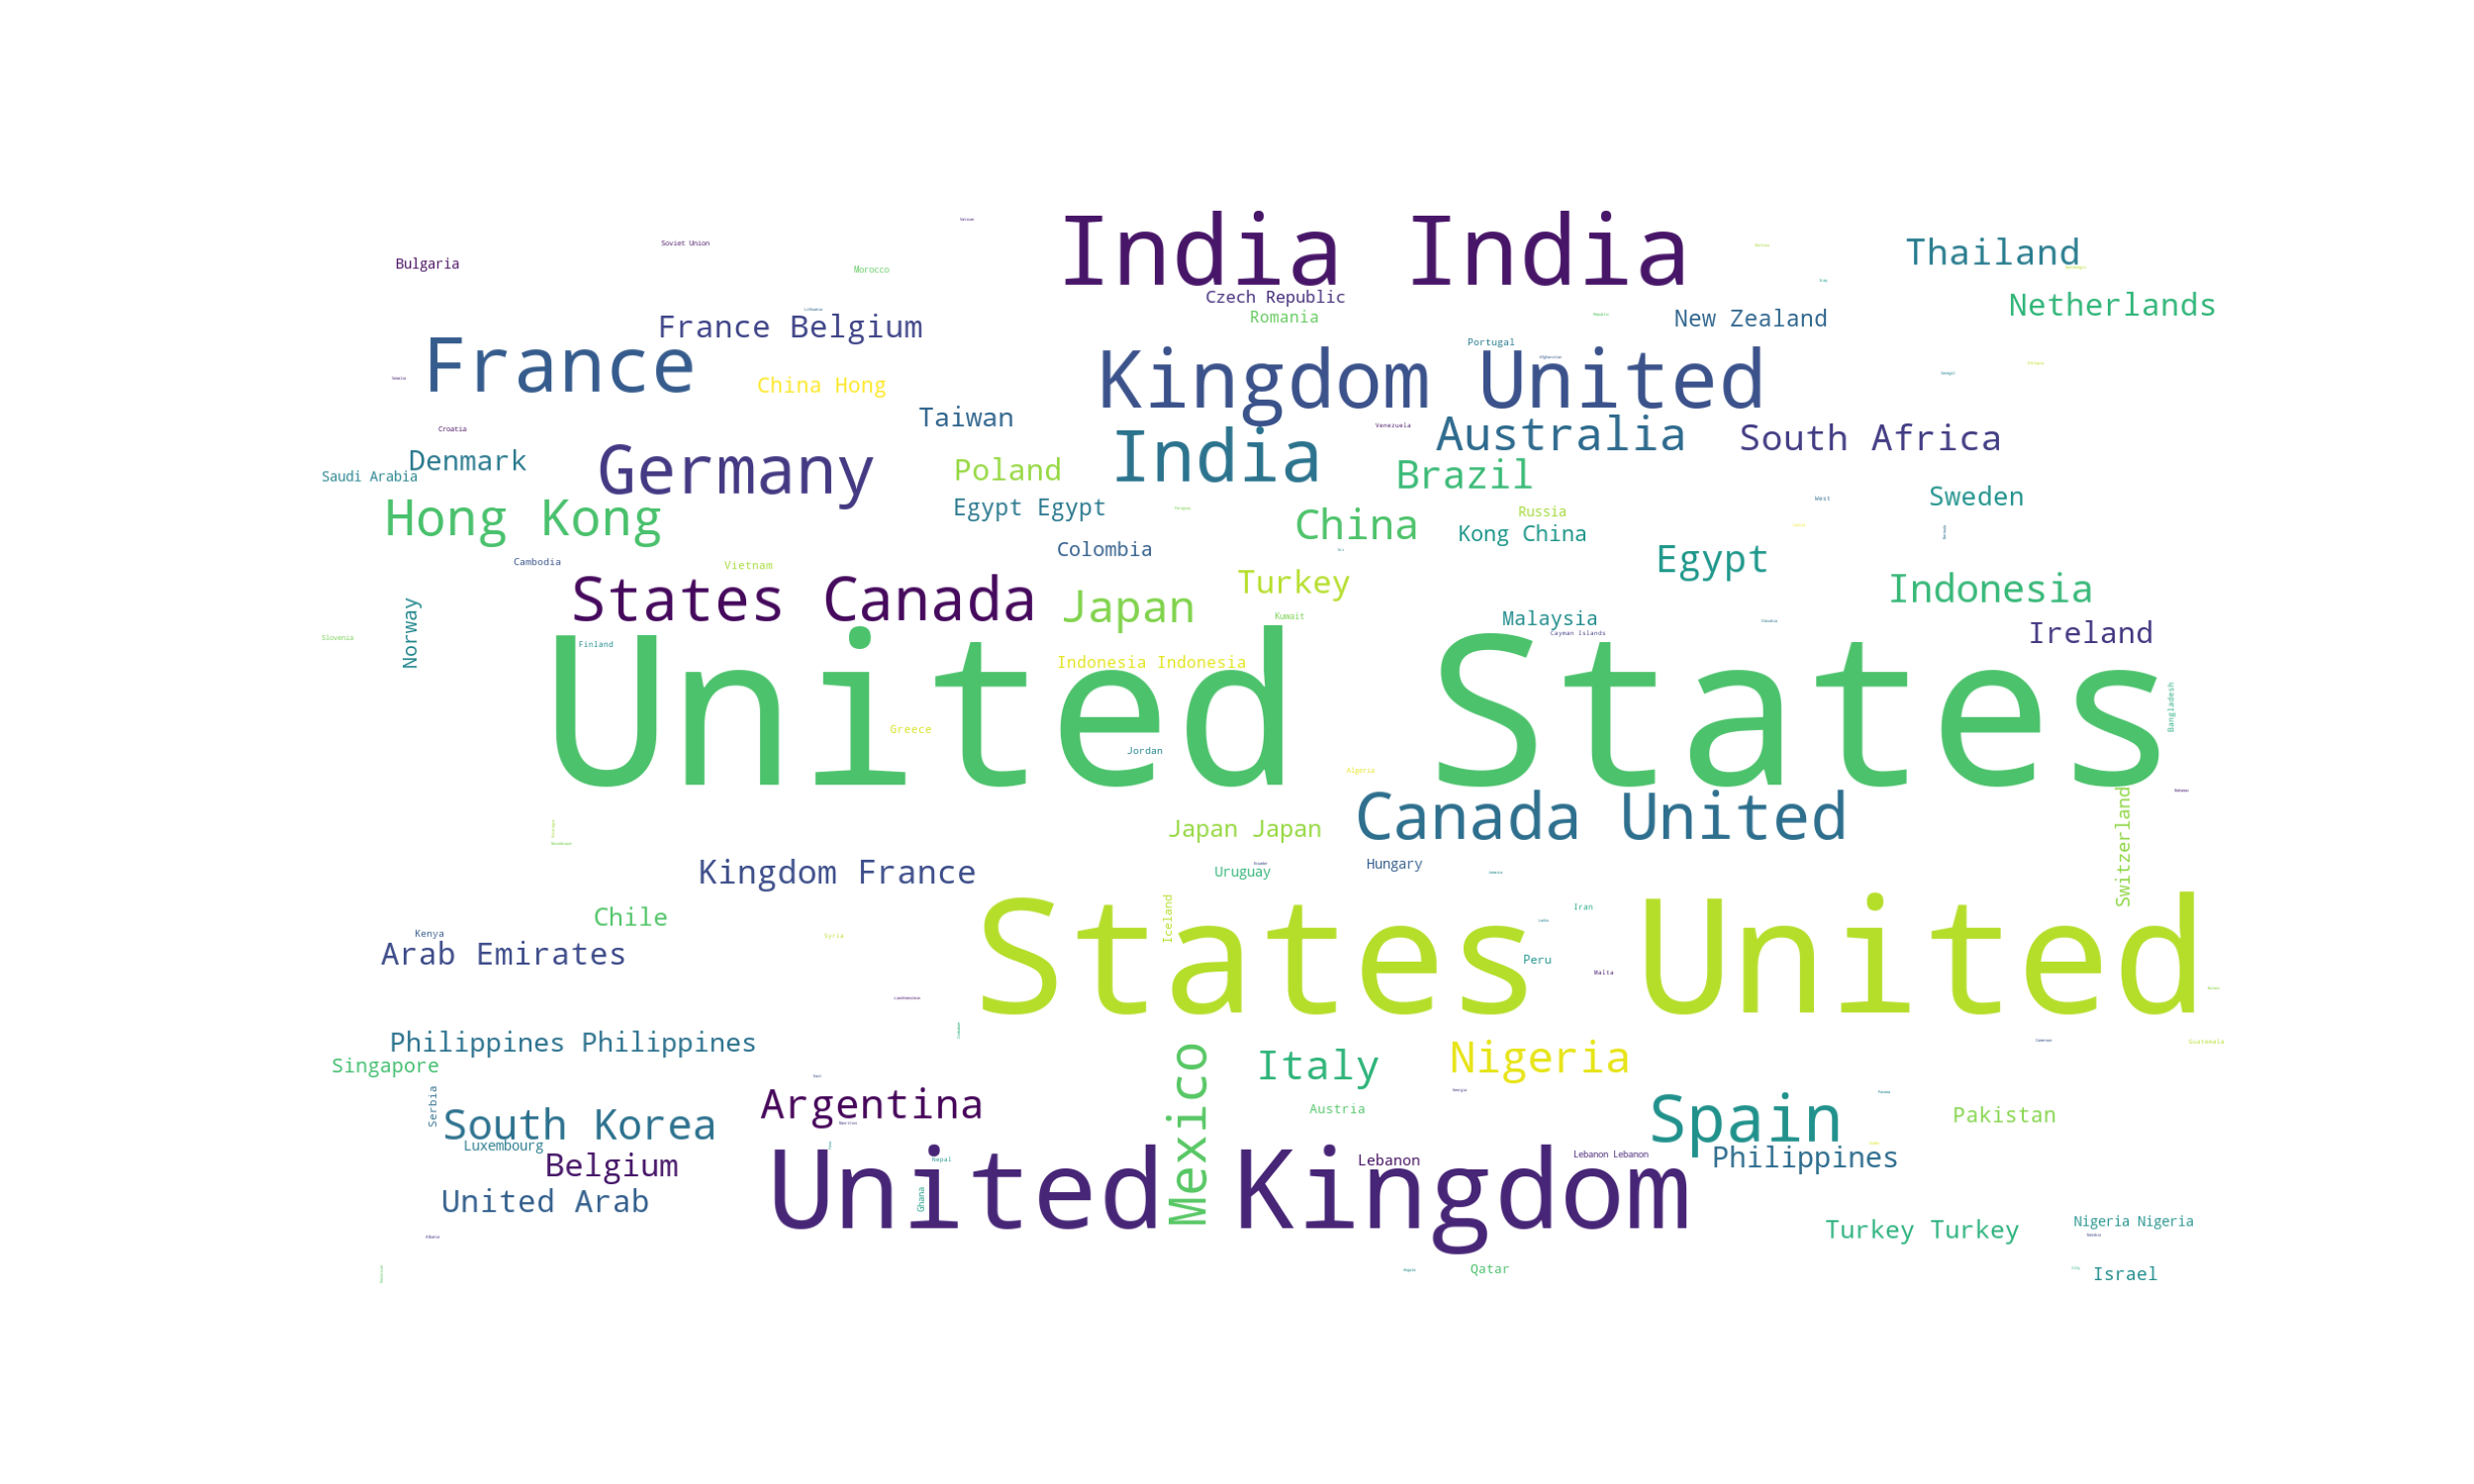 India India
Thailand
Soviet Union
Bulgaria
Morocco
Czech Republic
Netherlands
Romania
New Zealand
France Belgium
Portugal
France
Kingdom United
China Hong
Taiwan
Venezuela
Croatia
Australia
South Africa
India
Denmark
Germany
Poland
Brazil
Saudi Arabia
Sweden
West
Egypt Egypt
Russia
Hong Kong
China
Kong China
Colombia
Egypt
Cambodia
Vietnam
Turkey
Indonesia
States Canada
Japan
Kuwait
Malaysia
Cayman Islands
Ireland
Norway
Slovenia
Finland
Indonesia Indonesia
United States
Bangladesh
Greece
Jordan
Algeria
Canada United
Japan Japan
Switzerland
Kingdom France
Uruguay
Hungary
Chile
Iceland
Iran
Kenya
Syria
Arab Emirates
States United
Peru
Malta
Liechtenstein
Philippines Philippines
Guatemala
Singapore
Italy
Nigeria
Mexico
Serbia
Argentina
Austria
Spain
Pakistan
South Korea
Luxembourg
Belgium
Nepal
Lebanon
Lebanon Lebanon
Philippines
United Arab
Ghana
United Kingdom
Turkey Turkey
Nigeria Nigeria
Qatar
Israel